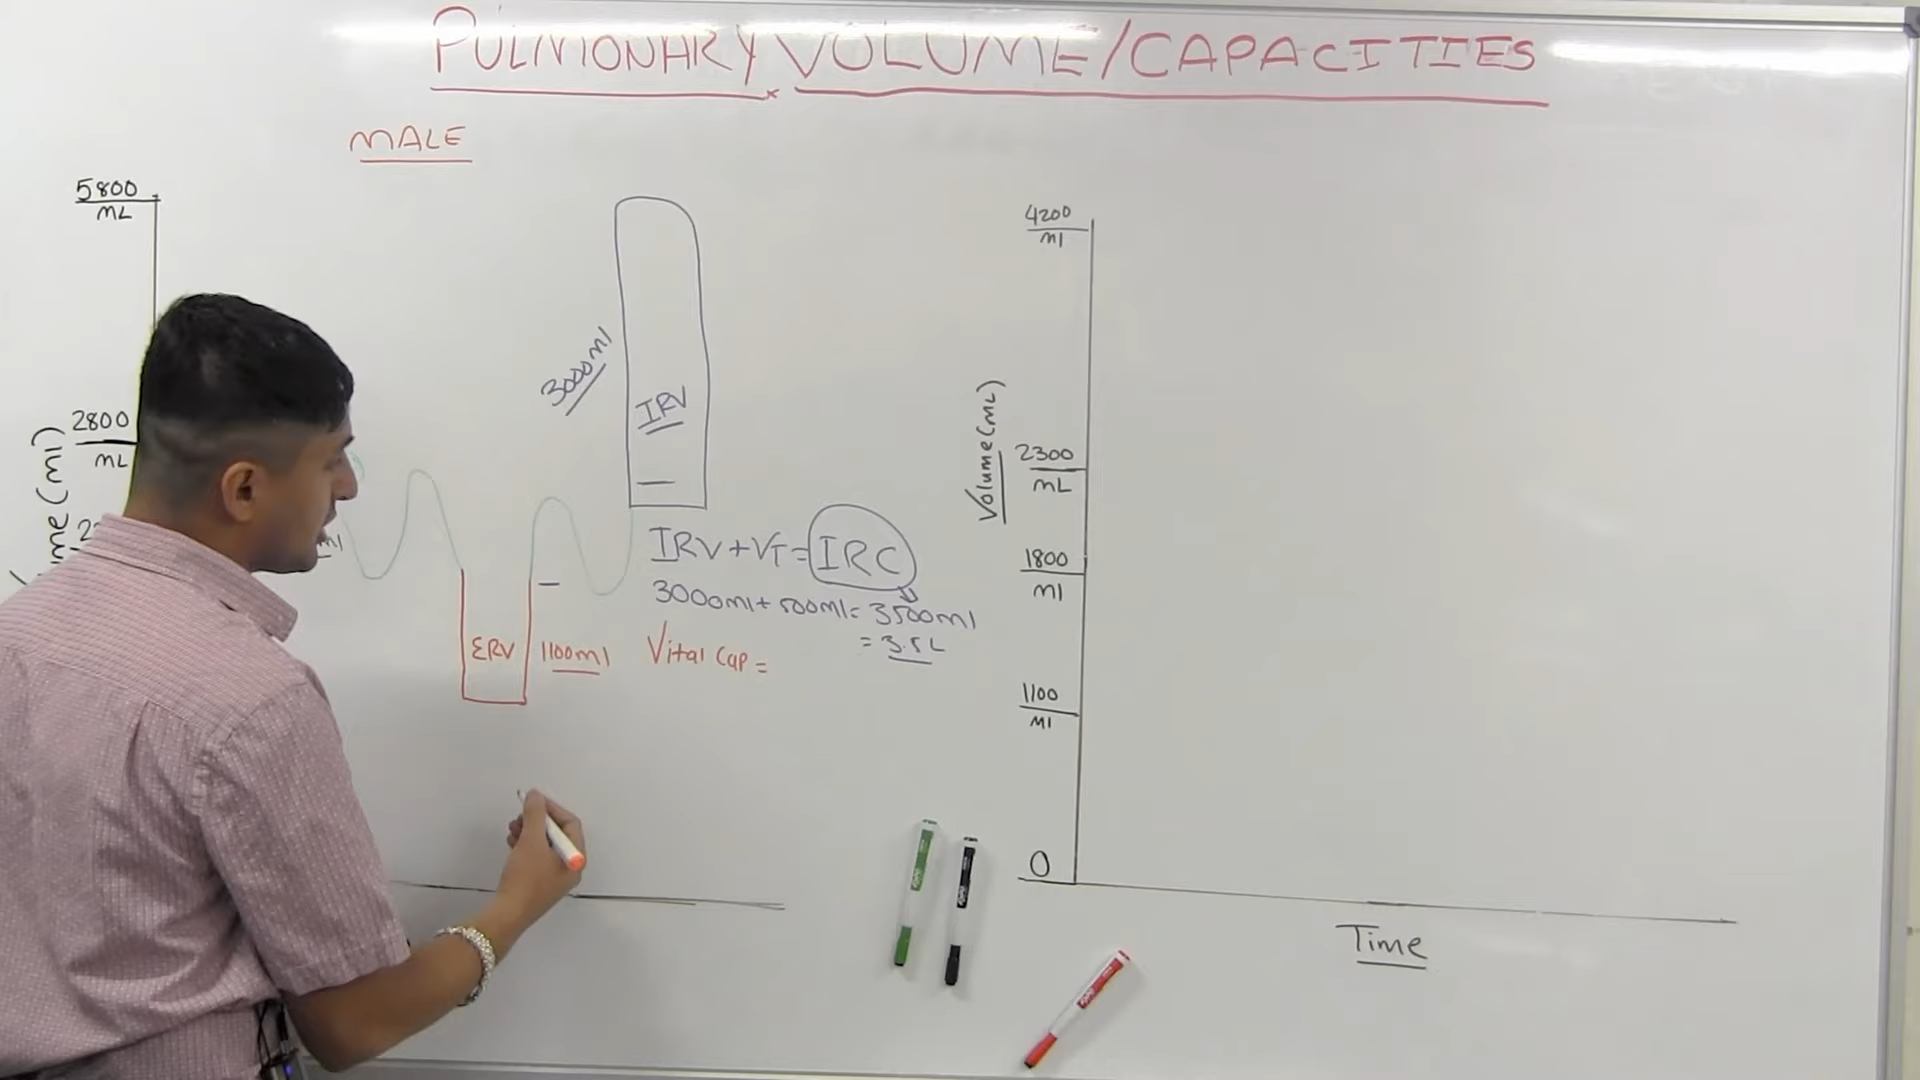 PULMONARY VOLUME/CAPACITIES
MALE
5800
ML
2800
ML
3000ml
IRV
IRV+VT=IRC
3000ml+500ml=3500ml
=3.5L
ERV
1100ml
Vital Cap =
4200
ml
Volume(mL)
2300
mL
1800
ml
1100
ml
0
Time